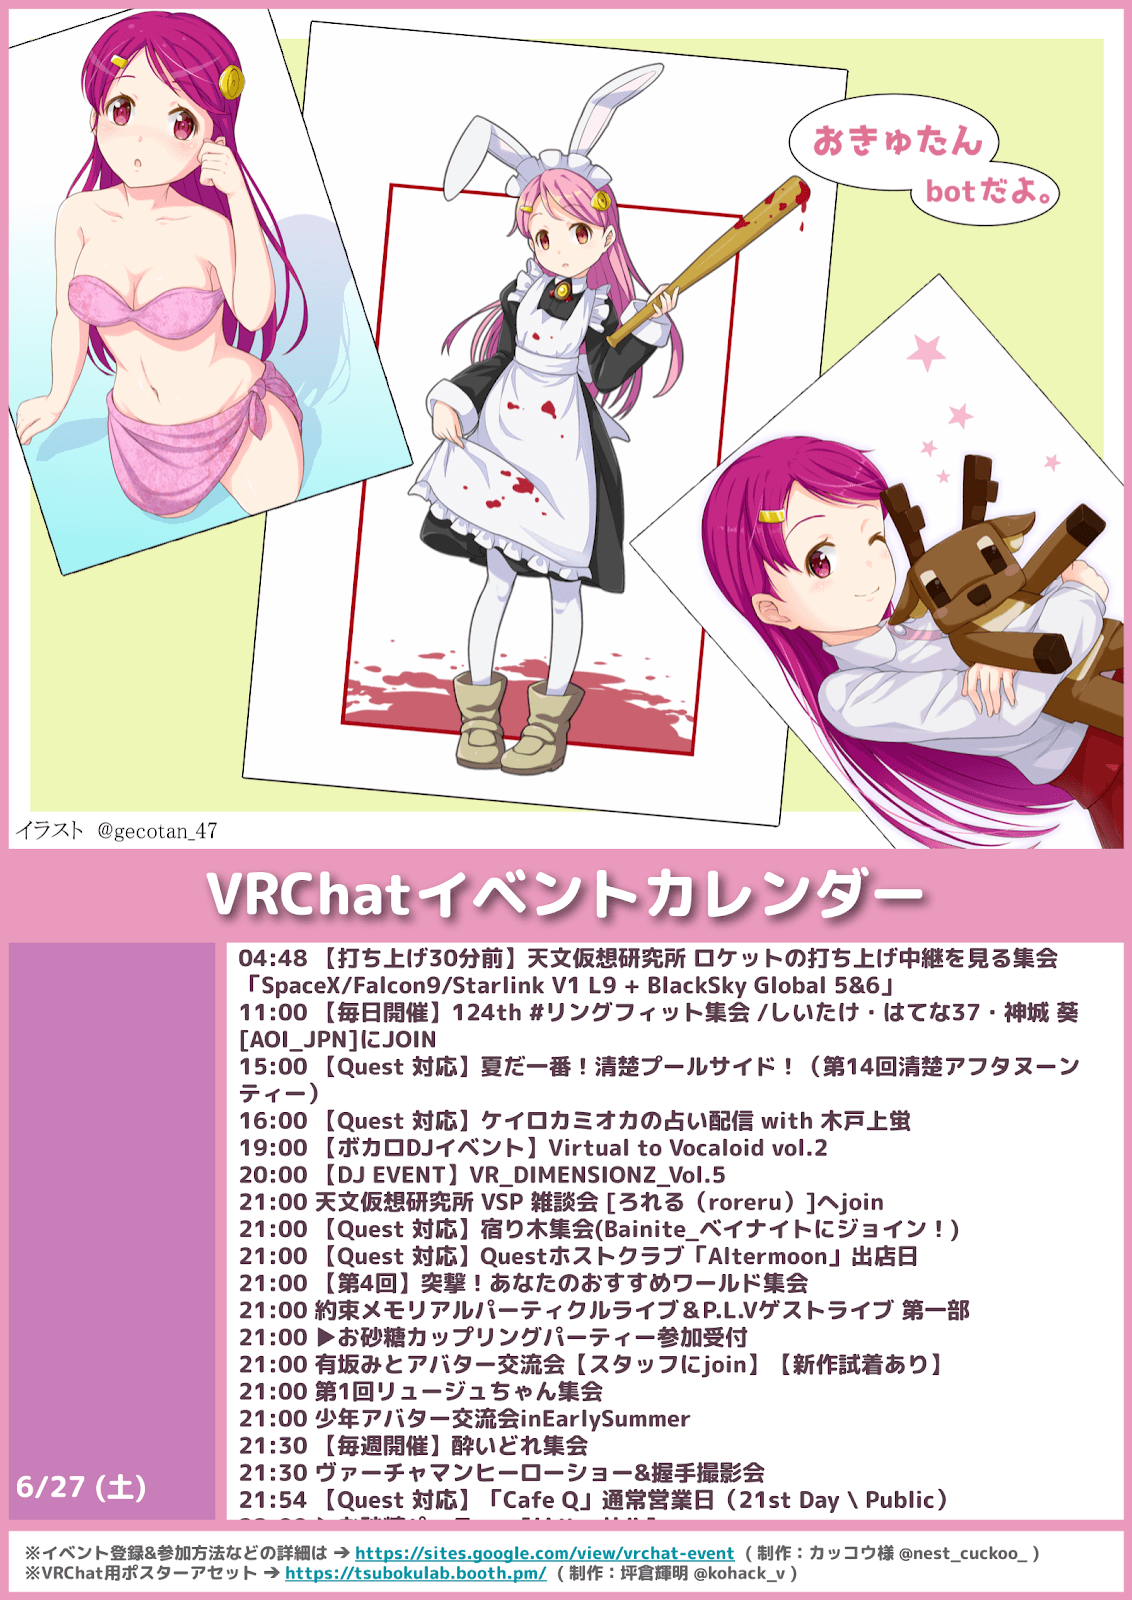 おきゅたん
botだよ。
イラスト @gecotan_47
VRChatイベントカレンダー
6/27 (土)
04:48 【打ち上げ30分前】天文仮想研究所 ロケットの打ち上げ中継を見る集会
「SpaceX/Falcon9/Starlink V1 L9 + BlackSky Global 5&6」
11:00 【毎日開催】124th #リングフィット集会 /しいたけ・はてな37・神城 葵
[AOI_JPN]にJOIN
15:00 【Quest 対応】夏だ一番！清楚プールサイド！（第14回清楚アフタヌーン
ティー）
16:00 【Quest 対応】ケイロカミオカの占い配信 with 木戸上蛍
19:00 【ボカロDJイベント】Virtual to Vocaloid vol.2
20:00 【DJ EVENT】VR_DIMENSIONZ_Vol.5
21:00 天文仮想研究所 VSP 雑談会 [ろれる（roreru）]へjoin
21:00 【Quest 対応】宿り木集会(Bainite_ベイナイトにジョイン！)
21:00 【Quest 対応】Questホストクラブ「Altermoon」出店日
21:00 【第4回】突撃！あなたのおすすめワールド集会
21:00 約束メモリアルパーティクルライブ＆P.L.Vゲストライブ 第一部
21:00 ▶お砂糖カップリングパーティー参加受付
21:00 有坂みとアバター交流会【スタッフにjoin】【新作試着あり】
21:00 第1回リュージュちゃん集会
21:00 少年アバター交流会inEarlySummer
21:30 【毎週開催】酔いどれ集会
21:30 ヴァーチャマンヒーローショー&握手撮影会
21:54 【Quest 対応】「Cafe Q」通常営業日（21st Day \ Public）
※イベント登録&参加方法などの詳細は ➔ https://sites.google.com/view/vrchat-event ( 制作：カッコウ様 @nest_cuckoo_ )
※VRChat用ポスターアセット ➔ https://tsubokulab.booth.pm/ ( 制作：坪倉輝明 @kohack_v )